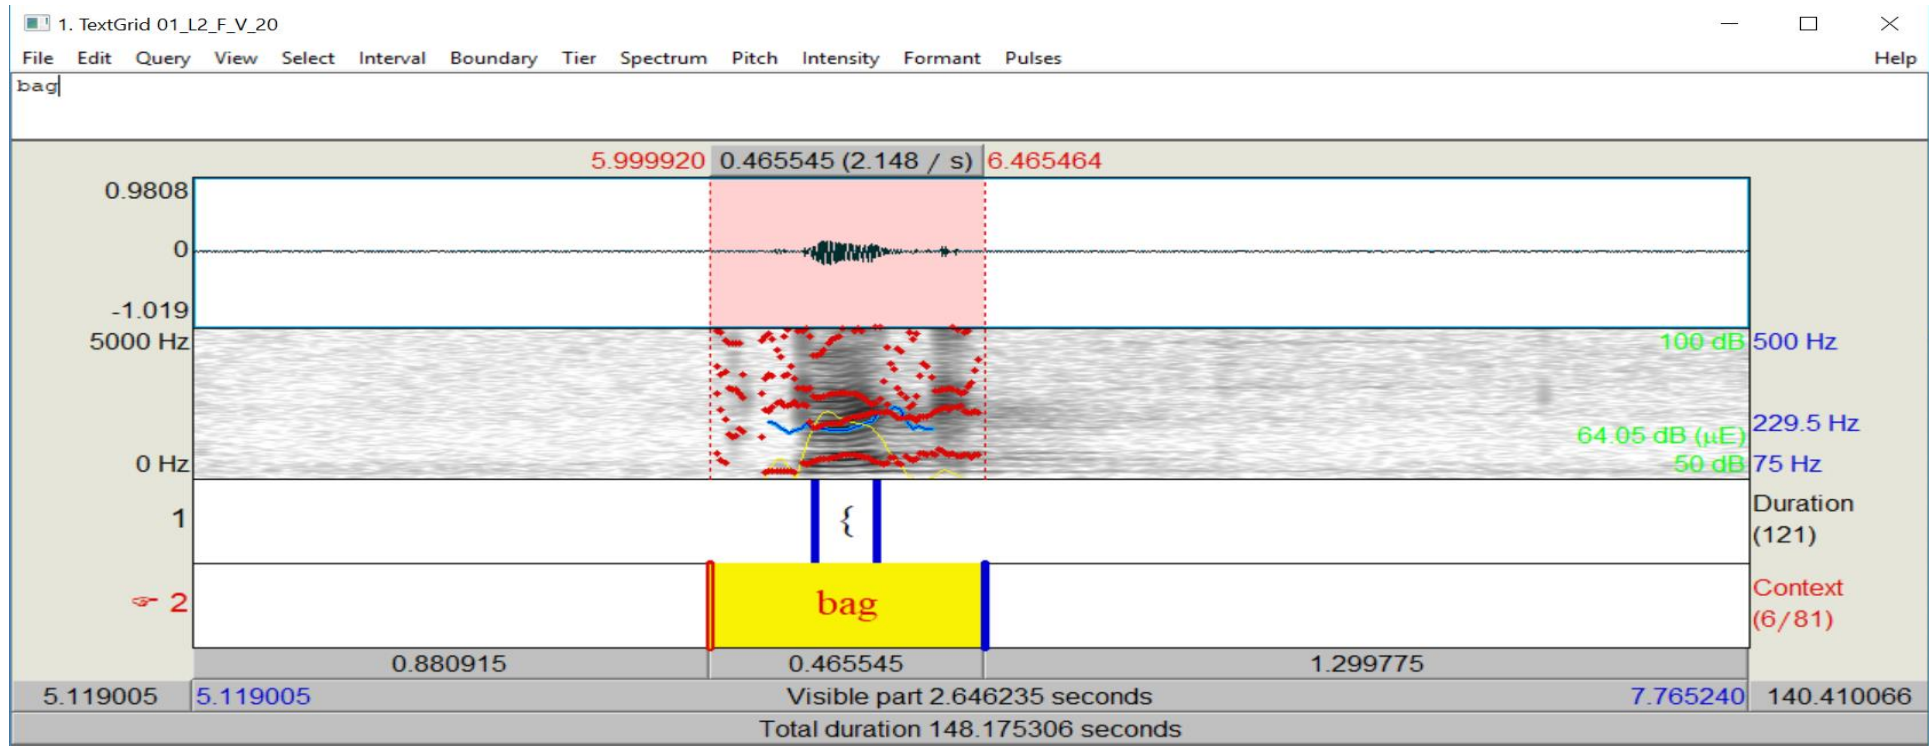 1. TextGrid 01_L2_F_V_20
File Edit Query View Select Interval Boundary Tier Spectrum Pitch Intensity Formant Pulses Help
bag
5.999920 0.465545 (2.148 / s) 6.465464
0.9808
0
-1.019
5000 Hz 100 dB 500 Hz
229.5 Hz
64.05 dB (µE)
0 Hz 50 dB 75 Hz
1 { Duration
(121)
☞ 2 bag Context
(6/81)
0.880915 0.465545 1.299775
5.119005 5.119005 Visible part 2.646235 seconds 7.765240 140.410066
Total duration 148.175306 seconds